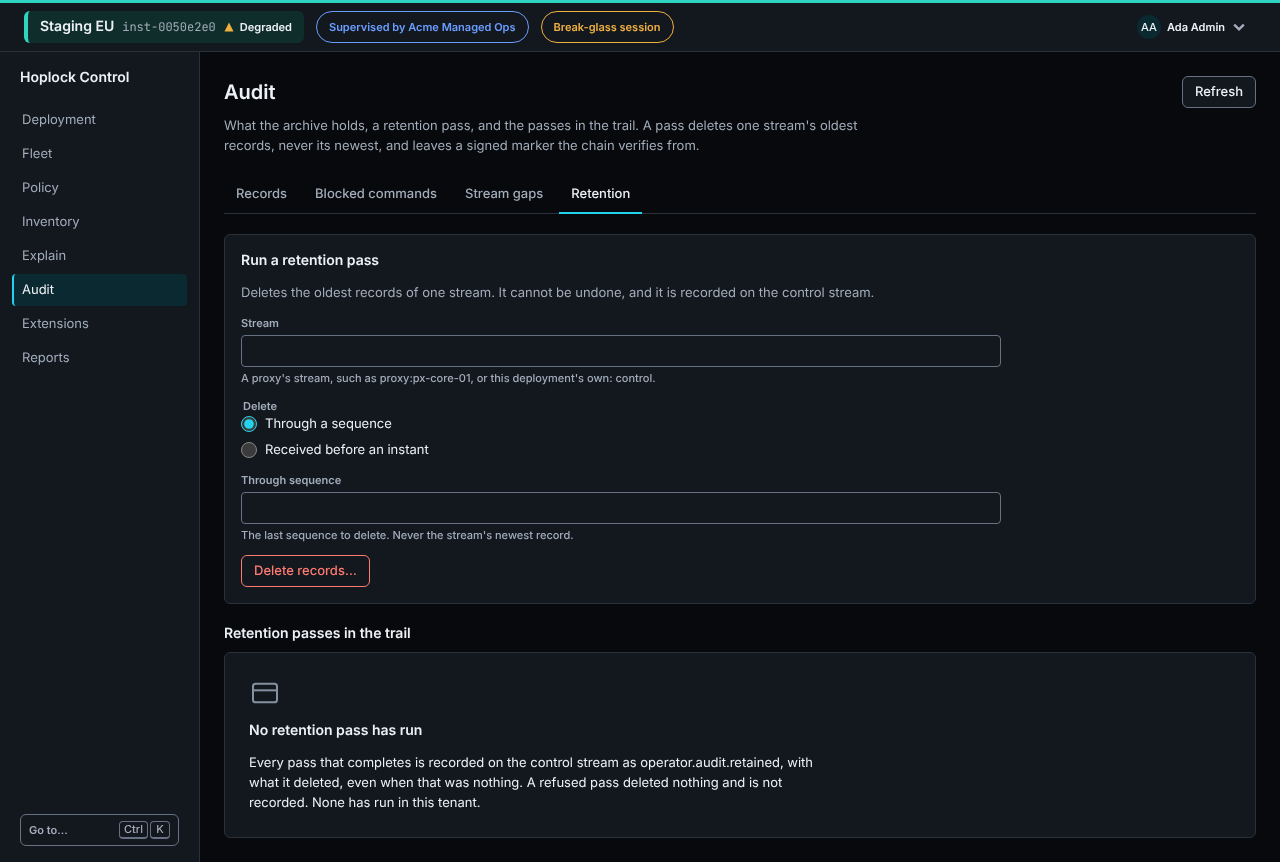 Staging EU inst-0050e2e0 Degraded
Supervised by Acme Managed Ops
Break-glass session
AA Ada Admin
Hoplock Control
Deployment
Fleet
Policy
Inventory
Explain
Audit
Extensions
Reports
Go to... Ctrl K
Audit
Refresh
What the archive holds, a retention pass, and the passes in the trail. A pass deletes one stream's oldest
records, never its newest, and leaves a signed marker the chain verifies from.
Records Blocked commands Stream gaps Retention
Run a retention pass
Deletes the oldest records of one stream. It cannot be undone, and it is recorded on the control stream.
Stream
A proxy's stream, such as proxy:px-core-01, or this deployment's own: control.
Delete
Through a sequence
Received before an instant
Through sequence
The last sequence to delete. Never the stream's newest record.
Delete records...
Retention passes in the trail
No retention pass has run
Every pass that completes is recorded on the control stream as operator.audit.retained, with
what it deleted, even when that was nothing. A refused pass deleted nothing and is not
recorded. None has run in this tenant.